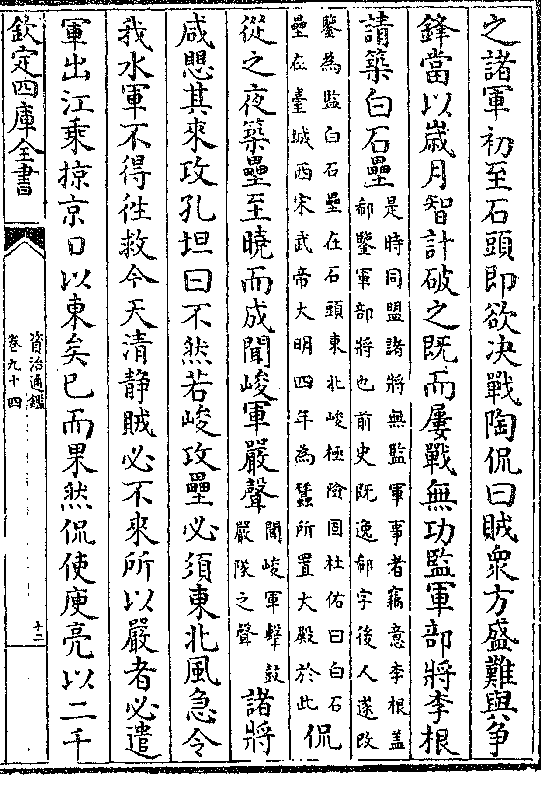 之諸軍初至石頭即欲決戰陶侃曰賊衆方盛難與爭
鋒當以歳月智計破之既而屢戰無功監軍部將李根
請築白石壘是時同盟諸將無監軍事者竊意李根盖
郗鑒軍部將也前史既逸郗字後人遂改
鑒為監白石壘在石頭東北峻極險固杜佑曰白石
壘在臺城西宋武帝大明四年為蠶所置大殿於此侃
從之夜築壘至曉而成聞峻軍嚴聲聞峻軍擊鼓
嚴隊之聲諸將
咸思其來攻孔坦曰不然若峻攻壘必須東北風急令
我水軍不得徃救今天清静賊必不來所以嚴者必遣
軍出江乗掠京口以東矣已而果然侃使庾亮以二千
欽定四庫全書
資治通鑑
卷九十四
十二